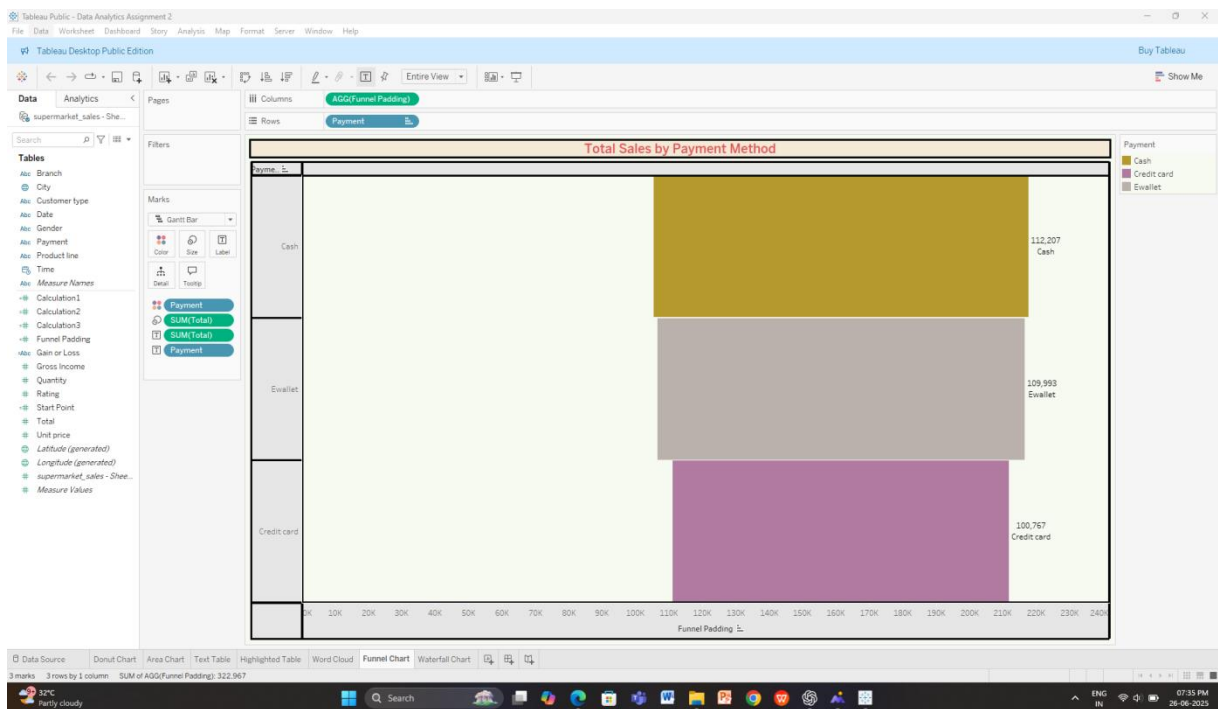 Tableau Public - Data Analytics Assignment 2
File Data Worksheet Dashboard Story Analysis Map Format Server Window Help
Tableau Desktop Public Edition Buy Tableau
Entire View Show Me
Data Analytics Pages Columns AGG(Funnel Padding)
supermarket_sales - She...
Rows Payment
Search Filters
Total Sales by Payment Method
Payment
Cash
Credit card
Ewallet
Tables
Branch
City
Customer type
Date
Gender
Payment
Product line
Time
Measure Names
Calculation1
Calculation2
Calculation3
Funnel Padding
Gain or Loss
Gross Income
Quantity
Rating
Start Point
Total
Unit price
Latitude (generated)
Longitude (generated)
supermarket_sales - Shee...
Measure Values
Marks
Gantt Bar
Color Size Label
Detail Tooltip
Payment
SUM(Total)
SUM(Total)
Payment
Payme..
Cash
112,207
Cash
Ewallet
109,993
Ewallet
Credit card
100,767
Credit card
0K 10K 20K 30K 40K 50K 60K 70K 80K 90K 100K 110K 120K 130K 140K 150K 160K 170K 180K 190K 200K 210K 220K 230K 240K
Funnel Padding
Data Source Donut Chart Area Chart Text Table Highlighted Table Word Cloud Funnel Chart Waterfall Chart
3 marks 3 rows by 1 column SUM of AGG(Funnel Padding): 322,967
32°C
Partly cloudy
Search
ENG
IN
07:35 PM
26-06-2025